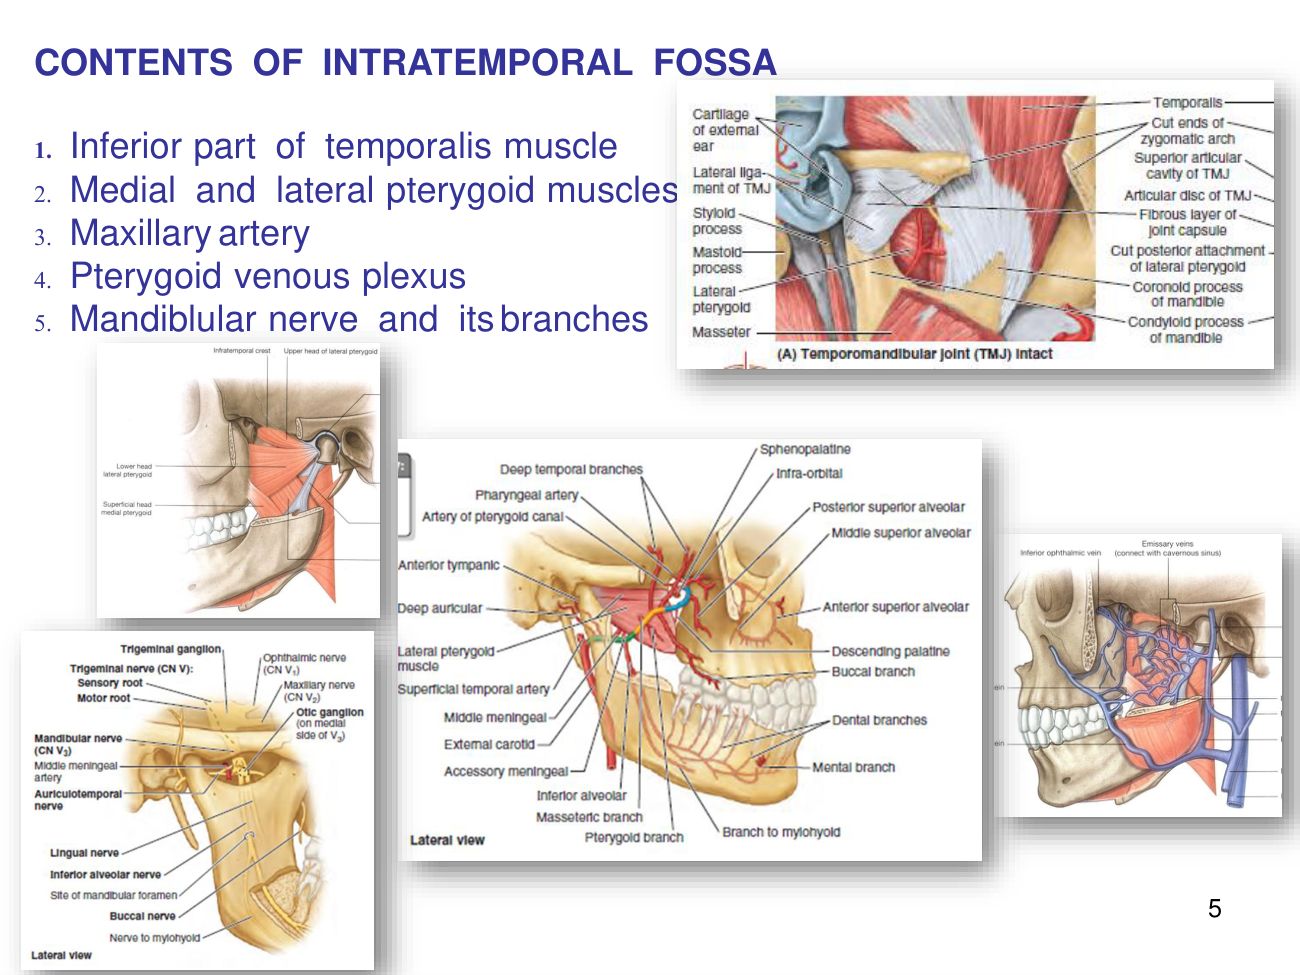 CONTENTS OF INTRATEMPORAL FOSSA
1. Inferior part of temporalis muscle
2. Medial and lateral pterygoid muscles
3. Maxillary artery
4. Pterygoid venous plexus
5. Mandiblular nerve and its branches
Cartilage
of external
ear
Lateral liga-
ment of TMJ
Styloid
process
Mastoid
process
Lateral
pterygoid
Masseter
Temporalis
Cut ends of
zygomatic arch
Superior articular
cavity of TMJ
Articular disc of TMJ
Fibrous layer of
joint capsule
Cut posterior attachment
of lateral pterygoid
Coronoid process
of mandible
Condyloid process
of mandible
(A) Temporomandibular joint (TMJ) intact
Infratemporal crest
Upper head of lateral pterygoid
Lower head
lateral pterygoid
Superficial head
medial pterygoid
Sphenopalatine
Deep temporal branches
Infra-orbital
Pharyngeal artery
Artery of pterygoid canal
Posterior superior alveolar
Middle superior alveolar
Anterior tympanic
Deep auricular
Anterior superior alveolar
Lateral pterygoid
muscle
Descending palatine
Buccal branch
Superficial temporal artery
Middle meningeal
Dental branches
External carotid
Accessory meningeal
Mental branch
Inferior alveolar
Masseteric branch
Pterygoid branch
Branch to mylohyoid
Lateral view
Inferior ophthalmic vein
Emissary veins
(connect with cavernous sinus)
ein
ein
Trigeminal ganglion
Trigeminal nerve (CN V):
Sensory root
Motor root
Ophthalmic nerve
(CN V1)
Maxillary nerve
(CN V2)
Otic ganglion
(on medial
side of V3)
Mandibular nerve
(CN V3)
Middle meningeal
artery
Auriculotemporal
nerve
Lingual nerve
Inferior alveolar nerve
Site of mandibular foramen
Buccal nerve
Nerve to mylohyoid
Lateral view
5